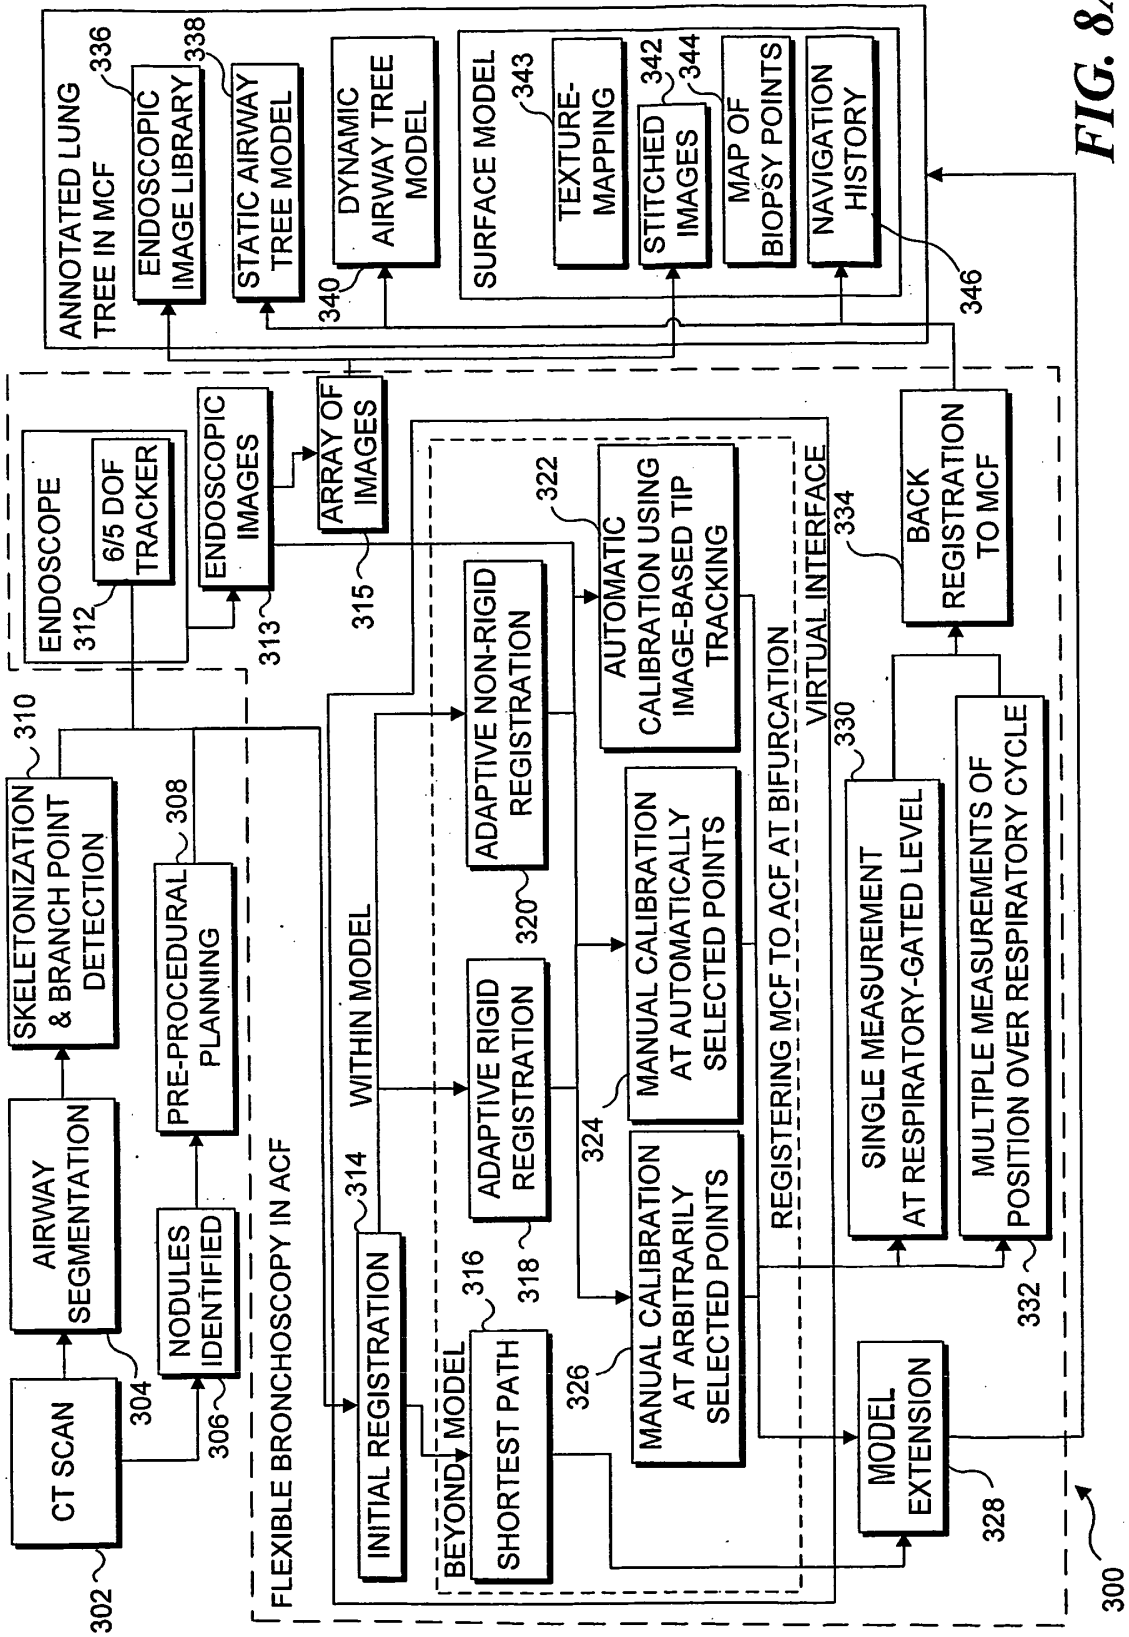 302
CT SCAN
304
AIRWAY
SEGMENTATION
310
SKELETONIZATION
& BRANCH POINT
DETECTION
306
NODULES
IDENTIFIED
308
PRE-PROCEDURAL
PLANNING
ENDOSCOPE
312
6/5 DOF
TRACKER
313
ENDOSCOPIC
IMAGES
315
ARRAY OF
IMAGES
FLEXIBLE BRONCHOSCOPY IN ACF
INITIAL REGISTRATION
314
WITHIN MODEL
BEYOND MODEL
316
SHORTEST PATH
318
ADAPTIVE RIGID
REGISTRATION
320
ADAPTIVE NON-RIGID
REGISTRATION
326
MANUAL CALIBRATION
AT ARBITRARILY
SELECTED POINTS
324
MANUAL CALIBRATION
AT AUTOMATICALLY
SELECTED POINTS
322
AUTOMATIC
CALIBRATION USING
IMAGE-BASED TIP
TRACKING
REGISTERING MCF TO ACF AT BIFURCATION
VIRTUAL INTERFACE
328
MODEL
EXTENSION
330
SINGLE MEASUREMENT
AT RESPIRATORY-GATED LEVEL
332
MULTIPLE MEASUREMENTS OF
POSITION OVER RESPIRATORY CYCLE
334
BACK
REGISTRATION
TO MCF
ANNOTATED LUNG
TREE IN MCF
336
ENDOSCOPIC
IMAGE LIBRARY
338
STATIC AIRWAY
TREE MODEL
340
DYNAMIC
AIRWAY TREE
MODEL
SURFACE MODEL
343
TEXTURE-
MAPPING
342
STITCHED
IMAGES
344
MAP OF
BIOPSY POINTS
NAVIGATION
HISTORY
346
300
FIG. 8A